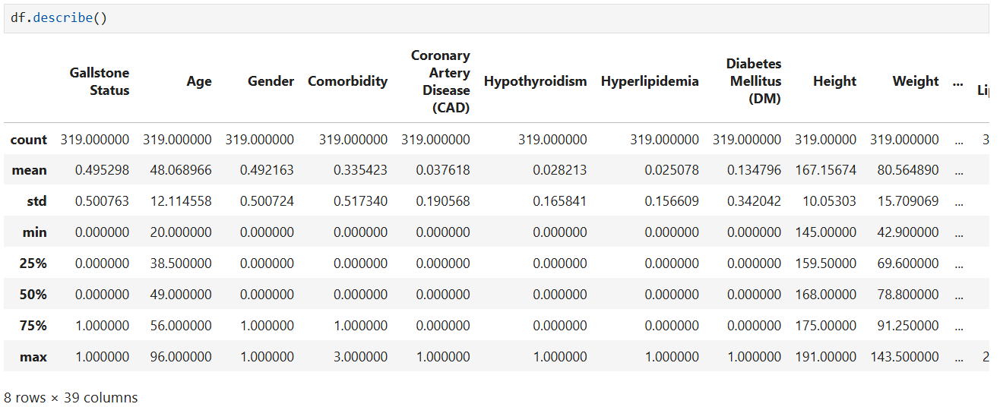 df.describe()
Gallstone Status Age Gender Comorbidity Coronary Artery Disease (CAD) Hypothyroidism Hyperlipidemia Diabetes Mellitus (DM) Height Weight ...
count 319.000000 319.000000 319.000000 319.000000 319.000000 319.000000 319.000000 319.000000 319.00000 319.000000 ... 3
mean 0.495298 48.068966 0.492163 0.335423 0.037618 0.028213 0.025078 0.134796 167.15674 80.564890 ...
std 0.500763 12.114558 0.500724 0.517340 0.190568 0.165841 0.156609 0.342042 10.05303 15.709069 ...
min 0.000000 20.000000 0.000000 0.000000 0.000000 0.000000 0.000000 0.000000 145.00000 42.900000 ...
25% 0.000000 38.500000 0.000000 0.000000 0.000000 0.000000 0.000000 0.000000 159.50000 69.600000 ...
50% 0.000000 49.000000 0.000000 0.000000 0.000000 0.000000 0.000000 0.000000 168.00000 78.800000 ...
75% 1.000000 56.000000 1.000000 1.000000 0.000000 0.000000 0.000000 0.000000 175.00000 91.250000 ...
max 1.000000 96.000000 1.000000 3.000000 1.000000 1.000000 1.000000 1.000000 191.00000 143.500000 ... 2
8 rows × 39 columns